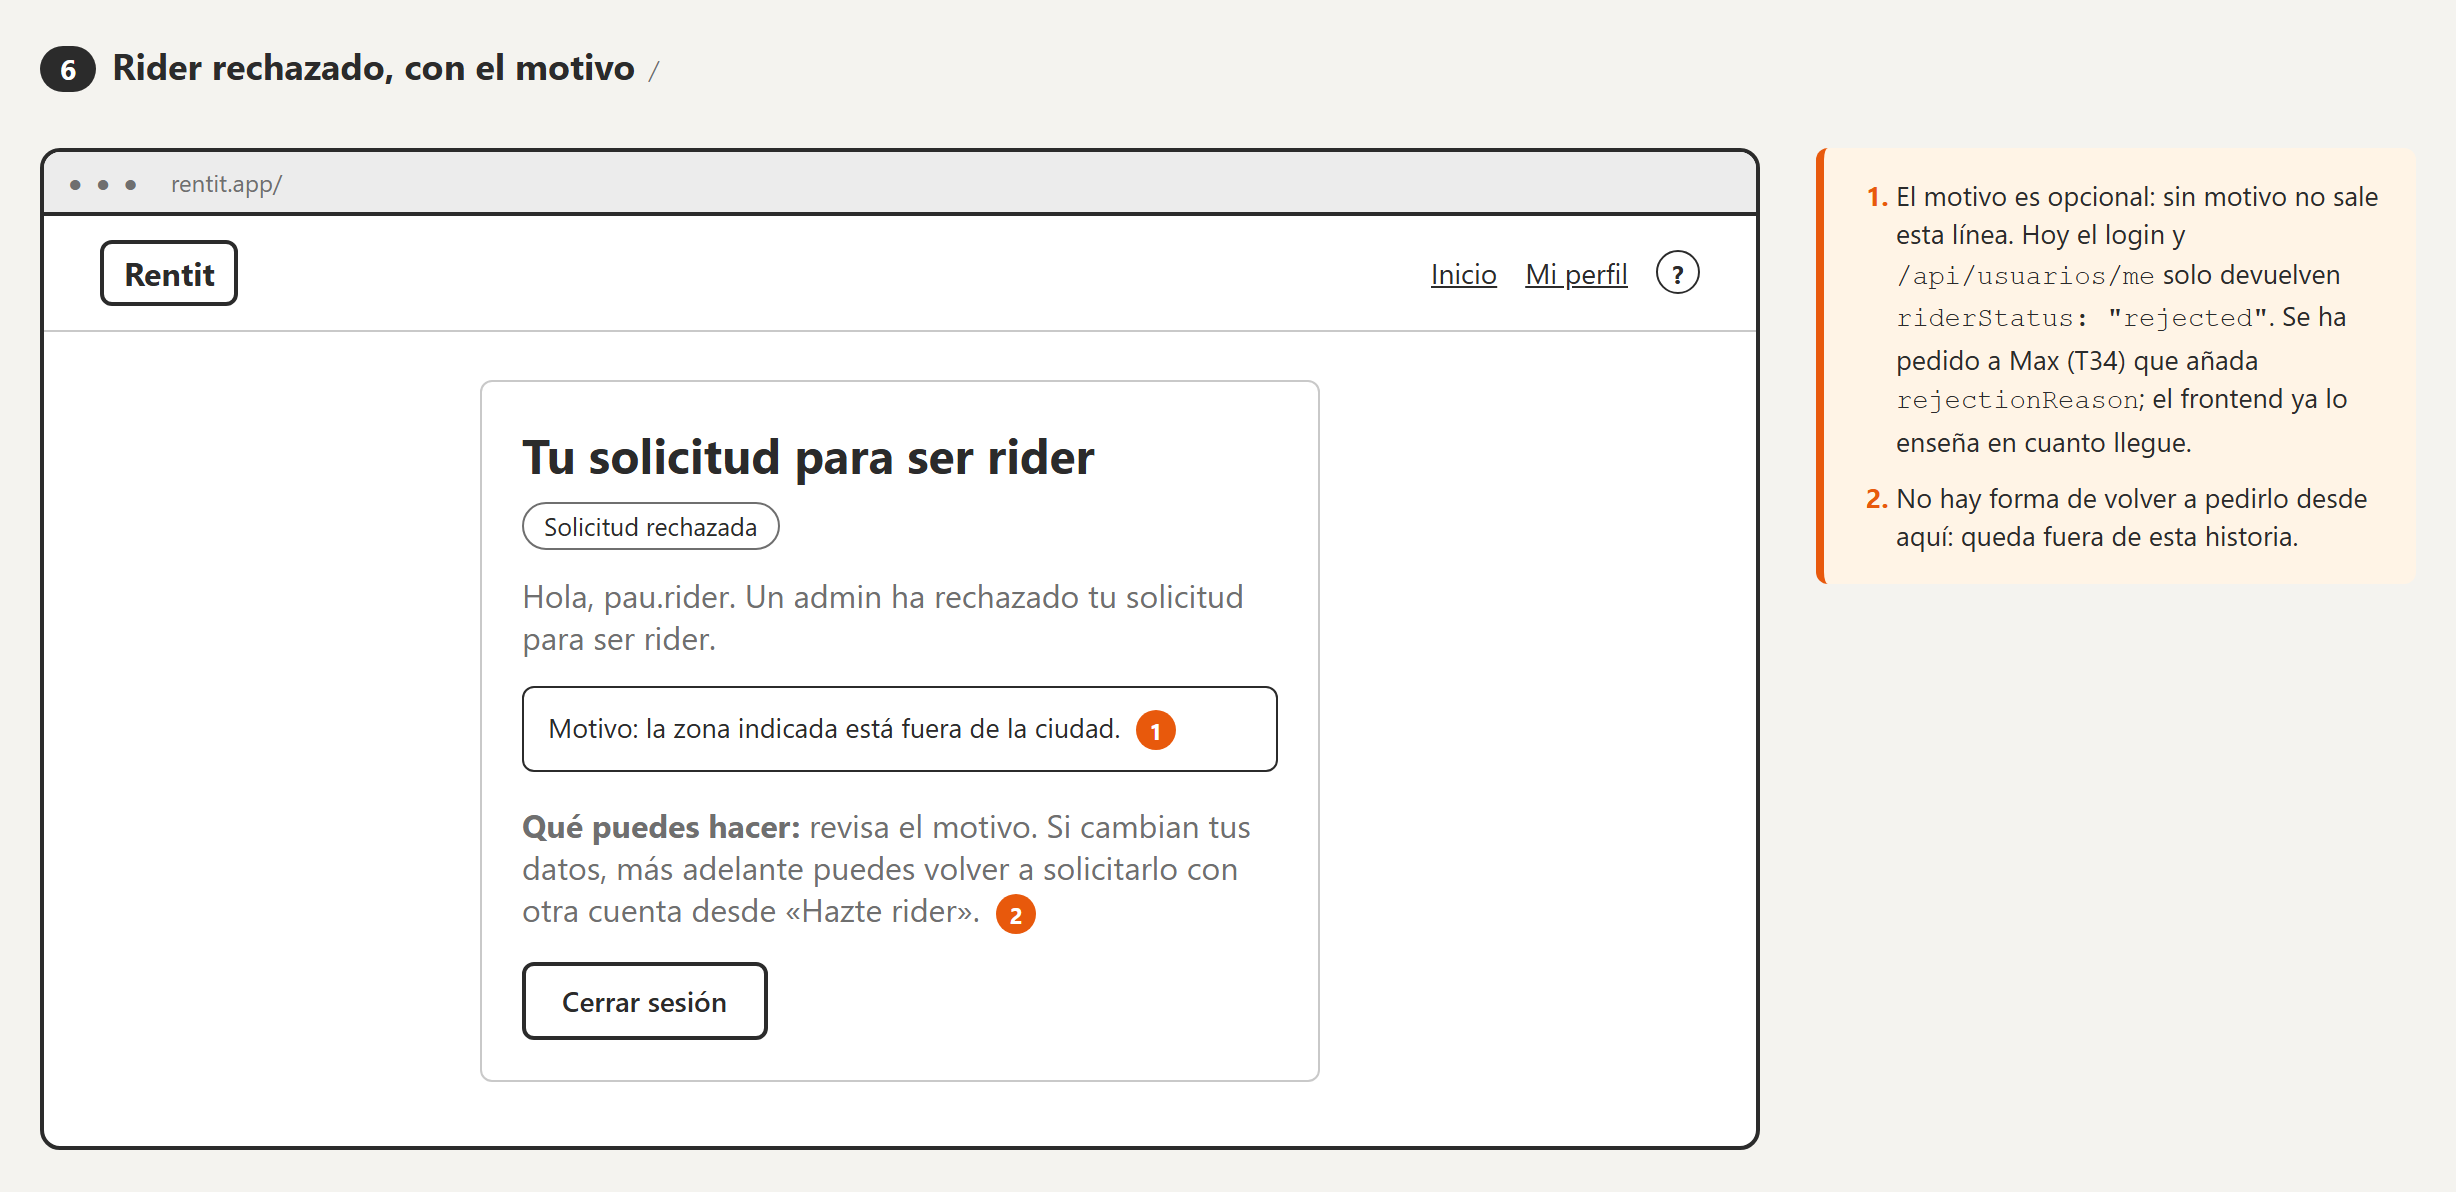 6 Rider rechazado, con el motivo /
rentit.app/
Rentit
Inicio Mi perfil ?
Tu solicitud para ser rider
Solicitud rechazada
Hola, pau.rider. Un admin ha rechazado tu solicitud
para ser rider.
Motivo: la zona indicada está fuera de la ciudad. 1
Qué puedes hacer: revisa el motivo. Si cambian tus
datos, más adelante puedes volver a solicitarlo con
otra cuenta desde «Hazte rider». 2
Cerrar sesión
1. El motivo es opcional: sin motivo no sale
esta línea. Hoy el login y
/api/usuarios/me solo devuelven
riderStatus: "rejected". Se ha
pedido a Max (T34) que añada
rejectionReason; el frontend ya lo
enseña en cuanto llegue.
2. No hay forma de volver a pedirlo desde
aquí: queda fuera de esta historia.